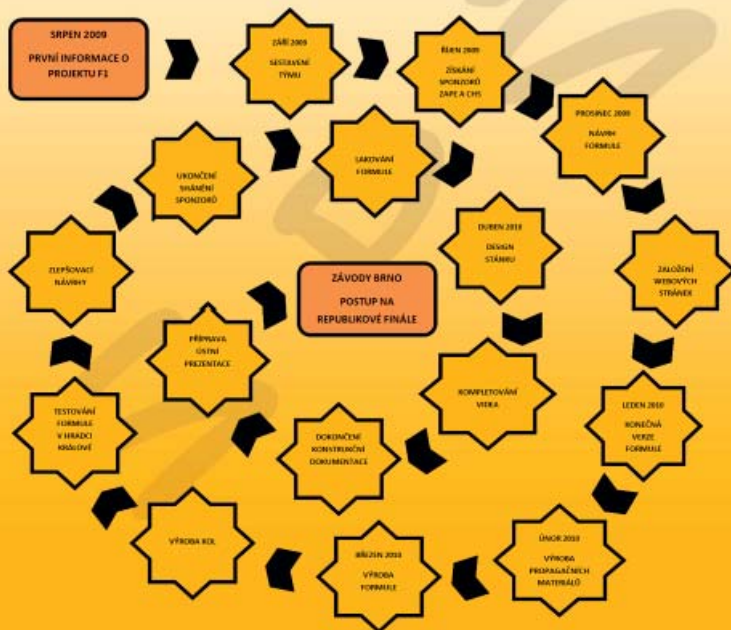 SRPEN 2009
PRVNÍ INFORMACE O
PROJEKTU F1
ZÁŘÍ 2009
SESTAVENÍ
TÝMU
ŘÍJEN 2009
ZÍSKÁNÍ
SPONZORŮ
ZAPE A CHS
PROSINEC 2009
NÁVRH
FORMULE
ZALOŽENÍ
WEBOVÝCH
STRÁNEK
LEDEN 2010
KONEČNÁ
VERZE
FORMULE
ÚNOR 2010
VÝROBA
PROPAGAČNÍCH
MATERIÁLŮ
BŘEZEN 2010
VÝROBA
FORMULE
VÝROBA KOL
TESTOVÁNÍ
FORMULE
V HRADCI
KRÁLOVÉ
ZLEPŠOVACÍ
NÁVRHY
UKONČENÍ
SHÁNĚNÍ
SPONZORŮ
LAKOVÁNÍ
FORMULE
DUBEN 2010
DESIGN
STÁNKU
KOMPLETOVÁNÍ
VIDEA
DOKONČENÍ
KONSTRUKČNÍ
DOKUMENTACE
PŘÍPRAVA
ÚSTNÍ
PREZENTACE
ZÁVODY BRNO
POSTUP NA
REPUBLIKOVÉ FINÁLE